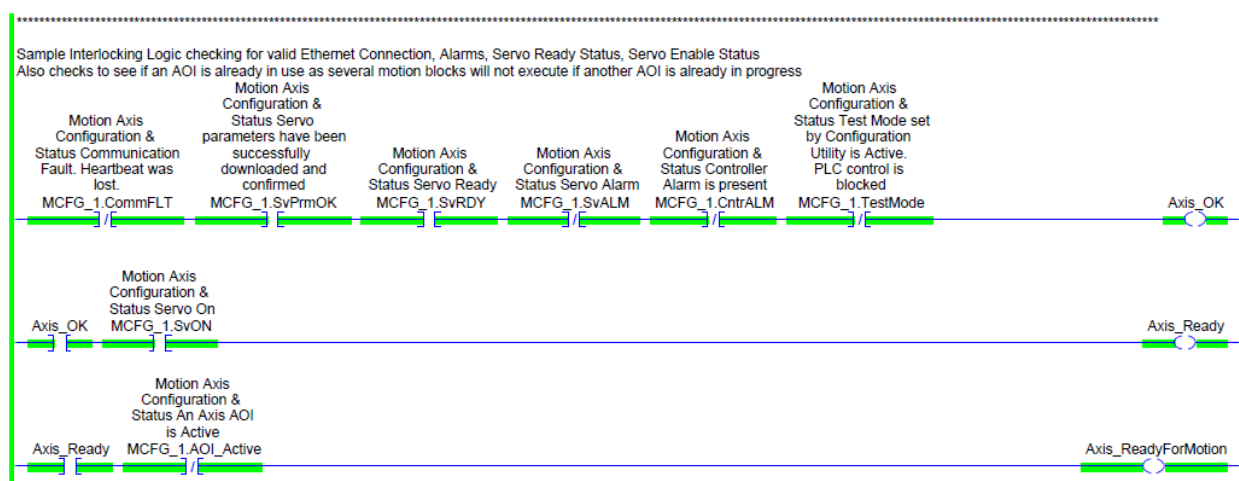 ****************************************************************************************************************************************************************************************************************
Sample Interlocking Logic checking for valid Ethernet Connection, Alarms, Servo Ready Status, Servo Enable Status
Also checks to see if an AOI is already in use as several motion blocks will not execute if another AOI is already in progress
Motion Axis
Configuration &
Status Communication
Fault. Heartbeat was
lost.
MCFG_1.CommFLT
Motion Axis
Configuration &
Status Servo
parameters have been
successfully
downloaded and
confirmed
MCFG_1.SvPrmOK
Motion Axis
Configuration &
Status Servo Ready
MCFG_1.SvRDY
Motion Axis
Configuration &
Status Servo Alarm
MCFG_1.SvALM
Motion Axis
Configuration &
Status Controller
Alarm is present
MCFG_1.CntrALM
Motion Axis
Configuration &
Status Test Mode set
by Configuration
Utility is Active.
PLC control is
blocked
MCFG_1.TestMode
Axis_OK
Axis_OK
Motion Axis
Configuration &
Status Servo On
MCFG_1.SvON
Axis_Ready
Axis_Ready
Motion Axis
Configuration &
Status An Axis AOI
is Active
MCFG_1.AOI_Active
Axis_ReadyForMotion